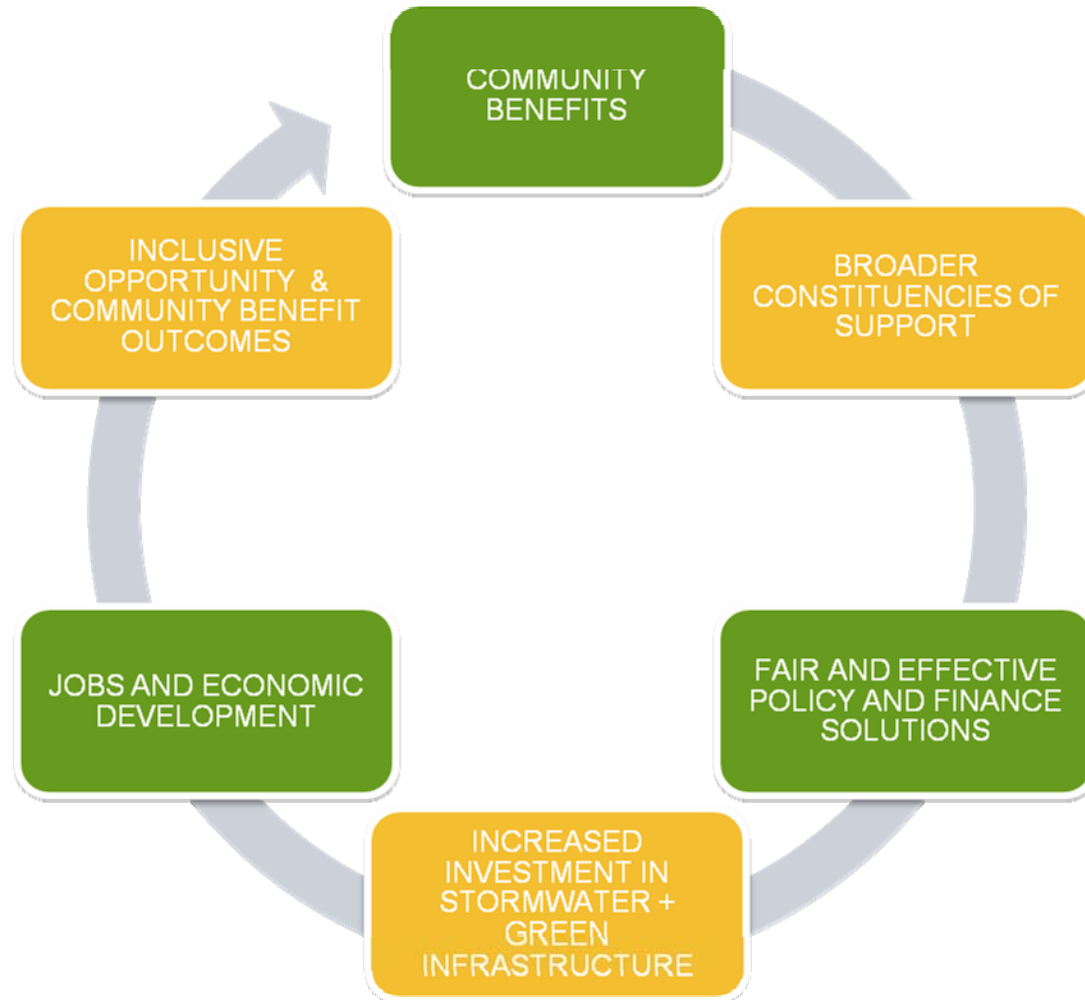 COMMUNITY
BENEFITS
BROADER
CONSTITUENCIES OF
SUPPORT
FAIR AND EFFECTIVE
POLICY AND FINANCE
SOLUTIONS
INCREASED
INVESTMENT IN
STORMWATER +
GREEN
INFRASTRUCTURE
JOBS AND ECONOMIC
DEVELOPMENT
INCLUSIVE
OPPORTUNITY &
COMMUNITY BENEFIT
OUTCOMES